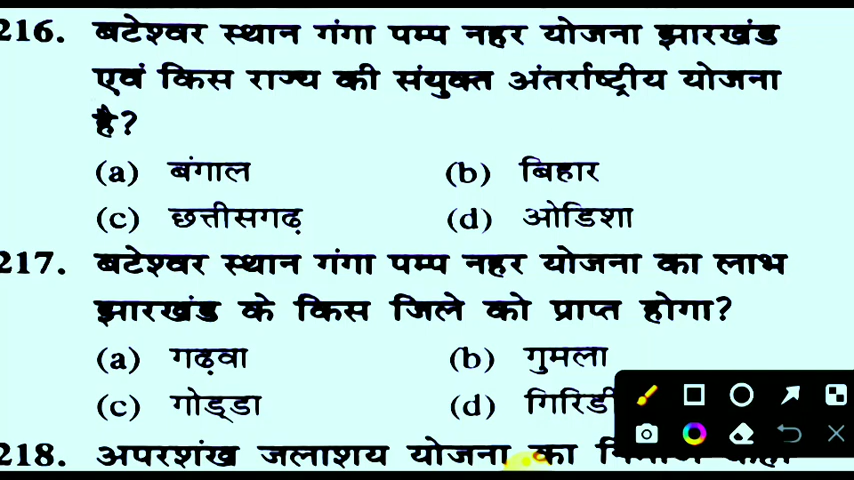 216. बटेश्वर स्थान गंगा पम्प नहर योजना झारखंड
एवं किस राज्य की संयुक्त अंतर्राष्ट्रीय योजना
है?
(a) बंगाल (b) बिहार
(c) छत्तीसगढ़ (d) ओडिशा
217. बटेश्वर स्थान गंगा पम्प नहर योजना का लाभ
झारखंड के किस जिले को प्राप्त होगा?
(a) गढ़वा (b) गुमला
(c) गोड्डा (d)
218. अपरशंख जलाशय योजना का